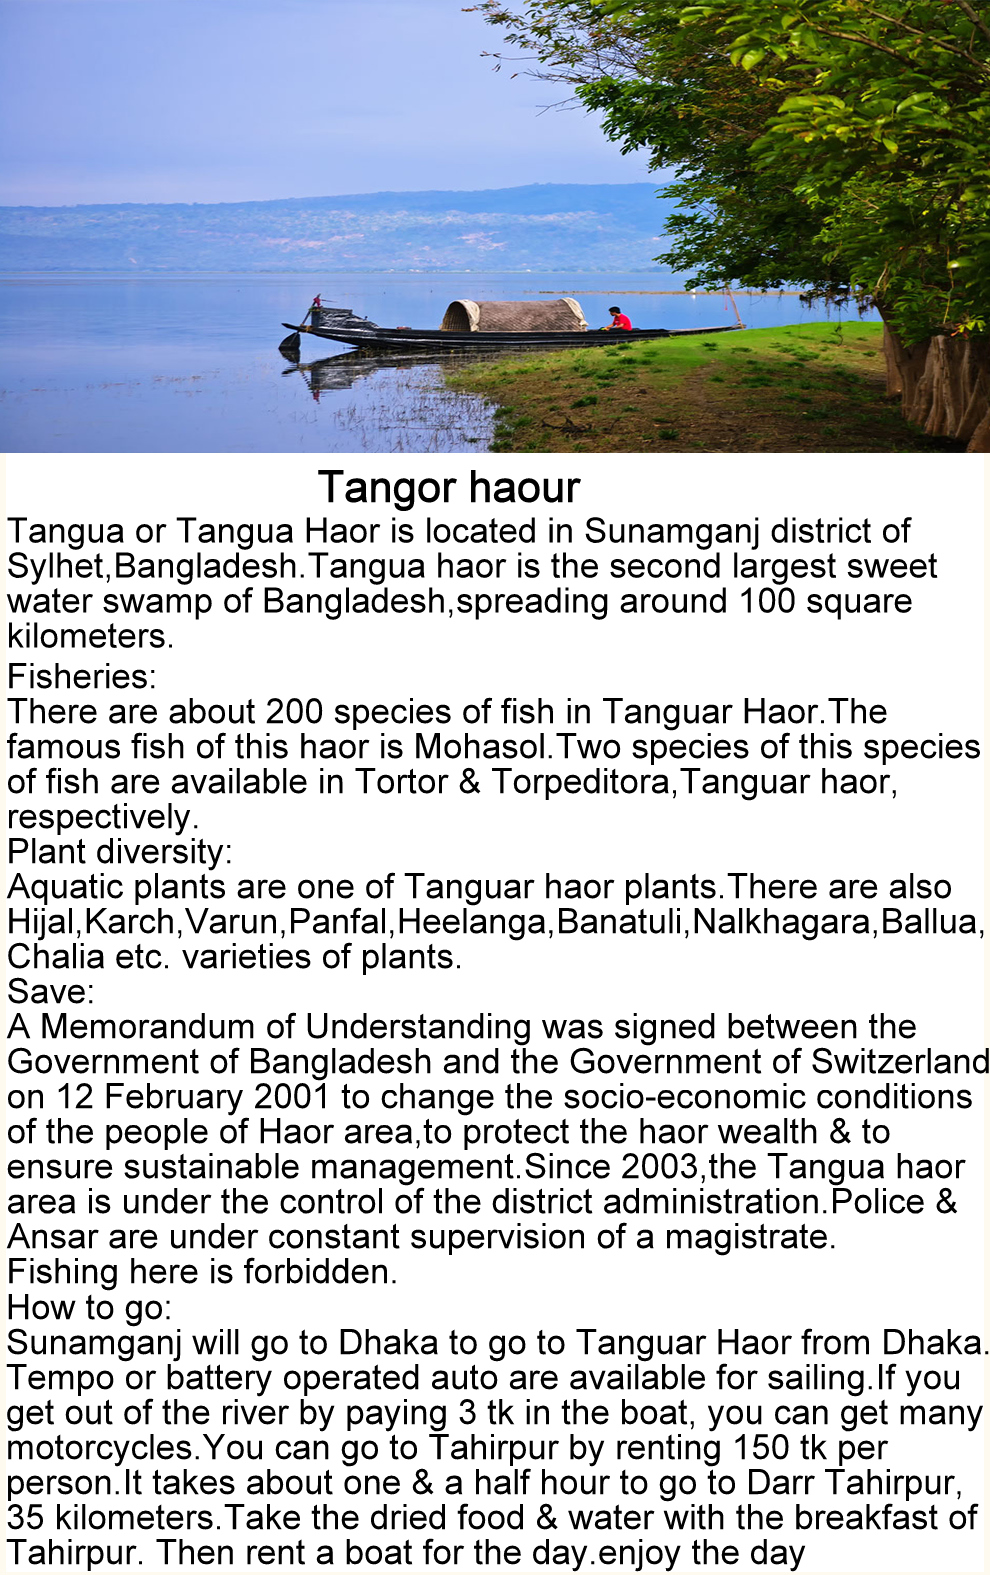 Tangor haour
Tangua or Tangua Haor is located in Sunamganj district of
Sylhet,Bangladesh.Tangua haor is the second largest sweet
water swamp of Bangladesh,spreading around 100 square
kilometers.
Fisheries:
There are about 200 species of fish in Tanguar Haor.The
famous fish of this haor is Mohasol.Two species of this species
of fish are available in Tortor & Torpeditora,Tanguar haor,
respectively.
Plant diversity:
Aquatic plants are one of Tanguar haor plants.There are also
Hijal,Karch,Varun,Panfal,Heelanga,Banatuli,Nalkhagara,Ballua,
Chalia etc. varieties of plants.
Save:
A Memorandum of Understanding was signed between the
Government of Bangladesh and the Government of Switzerland
on 12 February 2001 to change the socio-economic conditions
of the people of Haor area,to protect the haor wealth & to
ensure sustainable management.Since 2003,the Tangua haor
area is under the control of the district administration.Police &
Ansar are under constant supervision of a magistrate.
Fishing here is forbidden.
How to go:
Sunamganj will go to Dhaka to go to Tanguar Haor from Dhaka.
Tempo or battery operated auto are available for sailing.If you
get out of the river by paying 3 tk in the boat, you can get many
motorcycles.You can go to Tahirpur by renting 150 tk per
person.It takes about one & a half hour to go to Darr Tahirpur,
35 kilometers.Take the dried food & water with the breakfast of
Tahirpur. Then rent a boat for the day.enjoy the day